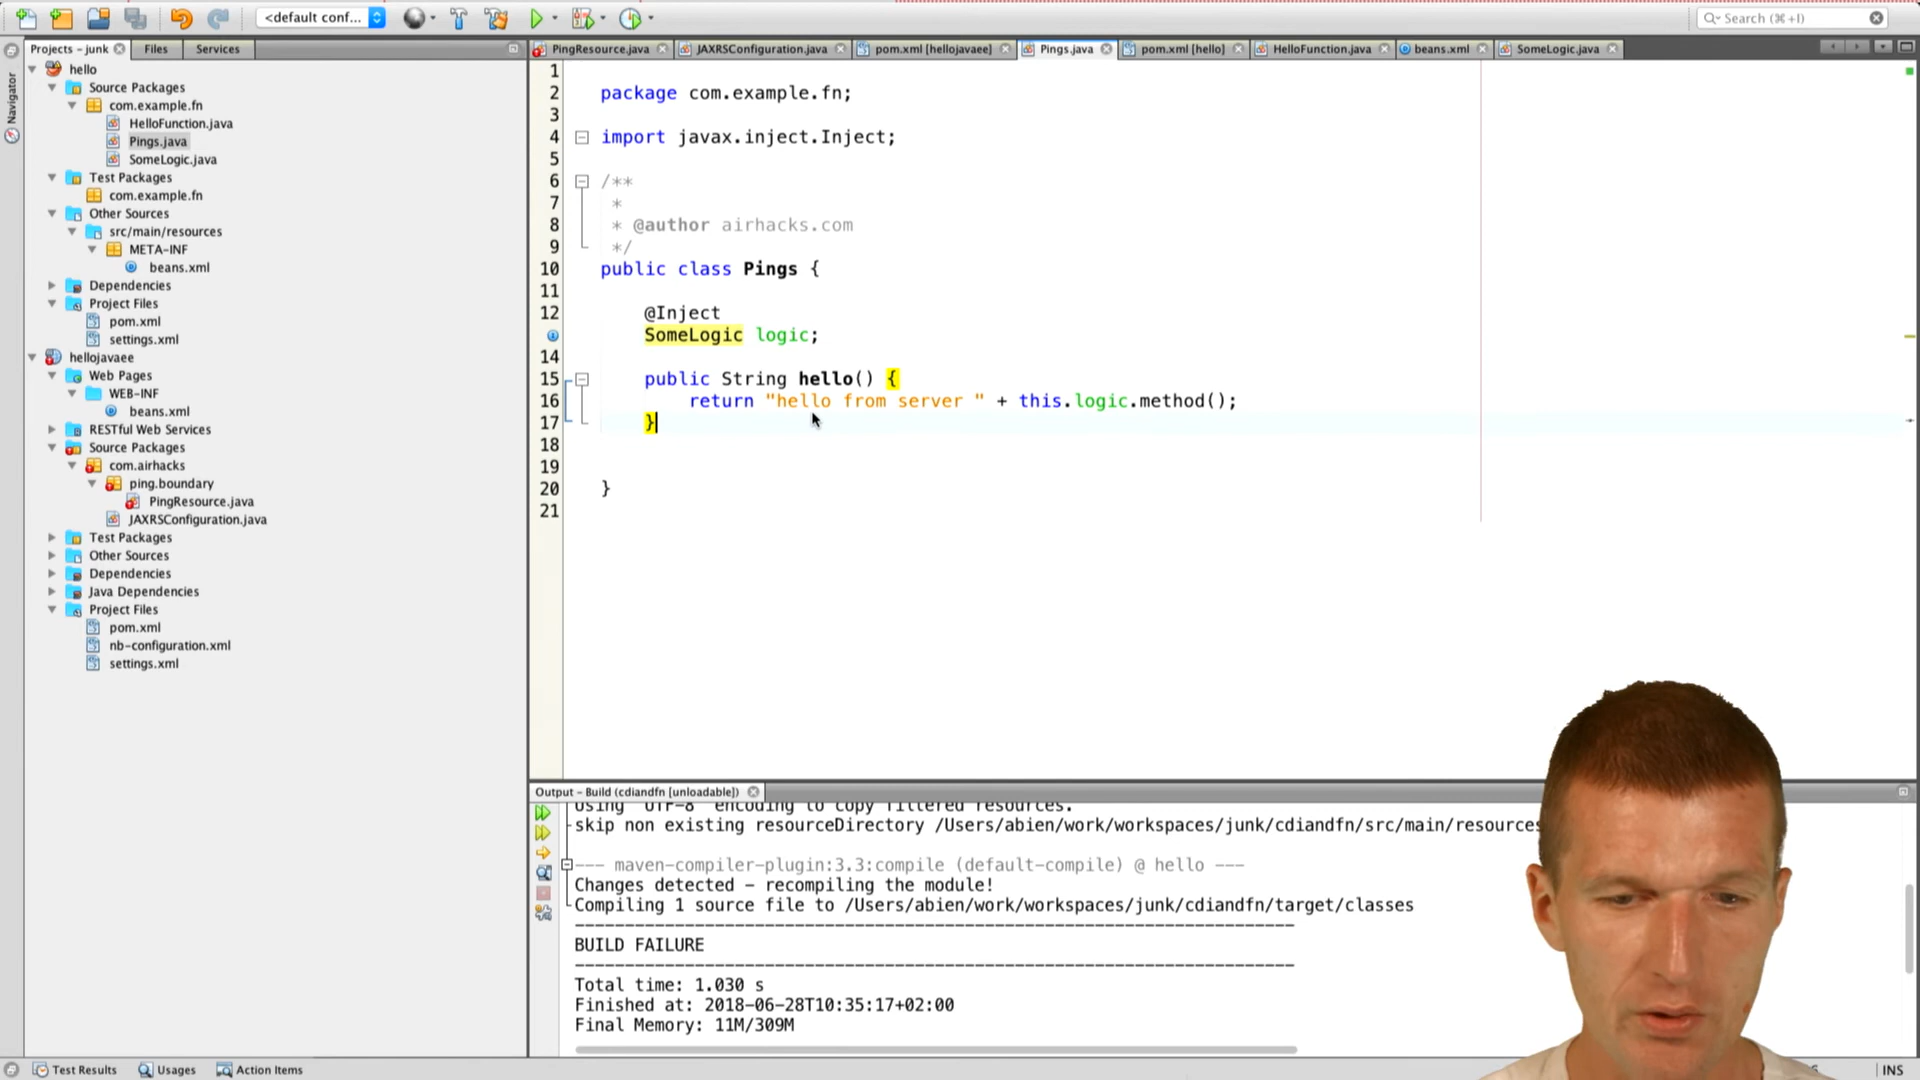 <default conf...
Search (⌘+I)
Projects – junk
Files
Services
PingResource.java
JAXRSConfiguration.java
pom.xml [hellojavaee]
Pings.java
pom.xml [hello]
HelloFunction.java
beans.xml
SomeLogic.java
Navigator
hello
Source Packages
com.example.fn
HelloFunction.java
Pings.java
SomeLogic.java
Test Packages
com.example.fn
Other Sources
src/main/resources
META-INF
beans.xml
Dependencies
Project Files
pom.xml
settings.xml
hellojavaee
Web Pages
WEB-INF
beans.xml
RESTful Web Services
Source Packages
com.airhacks
ping.boundary
PingResource.java
JAXRSConfiguration.java
Test Packages
Other Sources
Dependencies
Java Dependencies
Project Files
pom.xml
nb-configuration.xml
settings.xml
1
2 package com.example.fn;
3
4 import javax.inject.Inject;
5
6 /**
7 *
8 * @author airhacks.com
9 */
10 public class Pings {
11
12 @Inject
SomeLogic logic;
14
15 public String hello() {
16 return "hello from server " + this.logic.method();
17 }
18
19
20 }
21
Output – Build (cdiandfn [unloadable])
Using 'UTF-8' encoding to copy filtered resources.
skip non existing resourceDirectory /Users/abien/work/workspaces/junk/cdiandfn/src/main/resources
--- maven-compiler-plugin:3.3:compile (default-compile) @ hello ---
Changes detected – recompiling the module!
Compiling 1 source file to /Users/abien/work/workspaces/junk/cdiandfn/target/classes
------------------------------------------------------------------------
BUILD FAILURE
------------------------------------------------------------------------
Total time: 1.030 s
Finished at: 2018-06-28T10:35:17+02:00
Final Memory: 11M/309M
Test Results
Usages
Action Items
INS